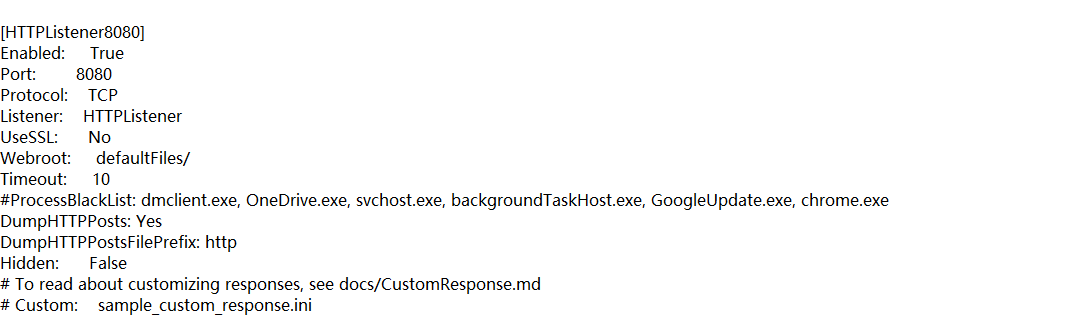 [HTTPListener8080]
Enabled:     True
Port:        8080
Protocol:    TCP
Listener:    HTTPListener
UseSSL:      No
Webroot:     defaultFiles/
Timeout:     10
#ProcessBlackList: dmclient.exe, OneDrive.exe, svchost.exe, backgroundTaskHost.exe, GoogleUpdate.exe, chrome.exe
DumpHTTPPosts: Yes
DumpHTTPPostsFilePrefix: http
Hidden:      False
# To read about customizing responses, see docs/CustomResponse.md
# Custom:    sample_custom_response.ini